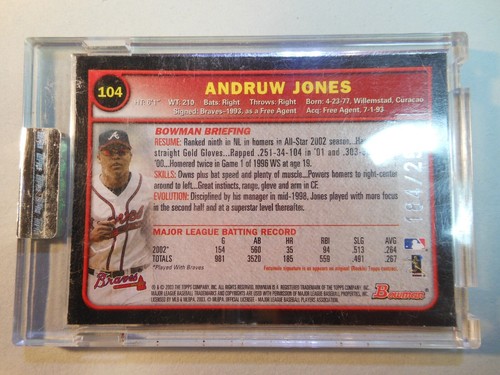 104
ANDRUW JONES
HT: 6'1" WT: 210 Bats: Right Throws: Right Born: 4-23-77, Willemstad, Curacao
Signed: Braves-1993, as a Free Agent Acq: Free Agent, 7-1-93
BOWMAN BRIEFING
RESUME: Ranked ninth in NL in homers in All-Star 2002 season...
straight Gold Gloves...Rapped .251-34-104 in '01 and .303-
'00...Homered twice in Game 1 of 1996 WS at age 19.
SKILLS: Owns plus bat speed and plenty of muscle...Powers homers to right-center
around to left...Great instincts, range, glove and arm in CF.
EVOLUTION: Disciplined by his manager in mid-1998, Jones played with more focus
in the second half and at a superstar level thereafter.
MAJOR LEAGUE BATTING RECORD
G AB HR RBI SLG AVG
2002* 154 560 35 94 .513 .264
TOTALS 981 3520 185 559 .491 .267
*Played With Braves
Braves
Bowman